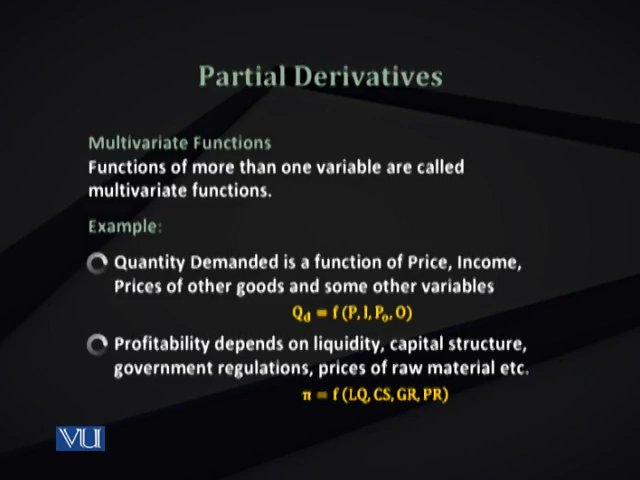 Partial Derivatives
Multivariate Functions
Functions of more than one variable are called
multivariate functions.
Example:
Quantity Demanded is a function of Price, Income,
Prices of other goods and some other variables
Qd = f (P, I, Po, O)
Profitability depends on liquidity, capital structure,
government regulations, prices of raw material etc.
π = f (LQ, CS, GR, PR)
VU